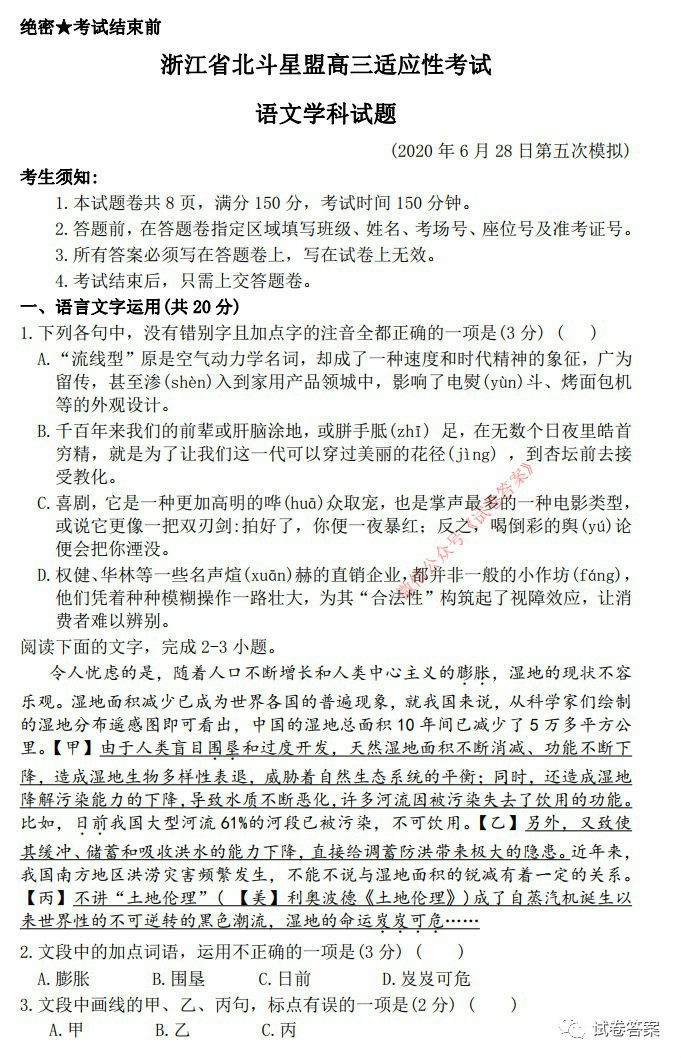 绝密★考试结束前
浙江省北斗星盟高三适应性考试
语文学科试题
(2020 年 6 月 28 日第五次模拟)
考生须知:
1.本试题卷共 8 页，满分 150 分，考试时间 150 分钟。
2.答题前，在答题卷指定区域填写班级、姓名、考场号、座位号及准考证号。
3.所有答案必须写在答题卷上，写在试卷上无效。
4.考试结束后，只需上交答题卷。
一、语言文字运用(共 20 分)
1.下列各句中，没有错别字且加点字的注音全都正确的一项是(3 分) ( )
A.“流线型”原是空气动力学名词，却成了一种速度和时代精神的象征，广为
留传，甚至渗(shèn)入到家用产品领城中，影响了电熨(yùn)斗、烤面包机
等的外观设计。
B.千百年来我们的前辈或肝脑涂地，或胼手胝(zhī) 足，在无数个日夜里皓首
穷精，就是为了让我们这一代可以穿过美丽的花径(jìng) ，到杏坛前去接
受教化。
C.喜剧，它是一种更加高明的哗(huā)众取宠，也是掌声最多的一种电影类型，
或说它更像一把双刃剑:拍好了，你便一夜暴红；反之，喝倒彩的舆(yú)论
便会把你湮没。
D.权健、华林等一些名声煊(xuān)赫的直销企业，都并非一般的小作坊(fáng)，
他们凭着种种模糊操作一路壮大，为其“合法性”构筑起了视障效应，让消
费者难以辨别。
阅读下面的文字，完成 2-3 小题。
令人忧虑的是，随着人口不断增长和人类中心主义的膨胀，湿地的现状不容
乐观。湿地面积减少已成为世界各国的普遍现象，就我国来说，从科学家们绘制
的湿地分布遥感图即可看出，中国的湿地总面积 10 年间已减少了 5 万多平方公
里。【甲】由于人类盲目围垦和过度开发，天然湿地面积不断消减、功能不断下
降，造成湿地生物多样性衰退，威胁着自然生态系统的平衡；同时，还造成湿地
降解污染能力的下降,导致水质不断恶化,许多河流因被污染失去了饮用的功能。
比如，日前我国大型河流 61%的河段已被污染，不可饮用。【乙】另外，又致使
其缓冲、储蓄和吸收洪水的能力下降,直接给调蓄防洪带来极大的隐患。近年来，
我国南方地区洪涝灾害频繁发生，不能不说与湿地面积的锐减有着一定的关系。
【丙】不讲“土地伦理”( 【美】利奥波德《土地伦理》)成了自蒸汽机诞生以
来世界性的不可逆转的黑色潮流，湿地的命运岌岌可危……
2.文段中的加点词语，运用不正确的一项是(3 分) ( )
A.膨胀 B.围垦 C.日前 D.岌岌可危
3.文段中画线的甲、乙、丙句，标点有误的一项是(2 分) ( )
A.甲 B.乙 C.丙
微信公众号《试卷答案》
试卷答案